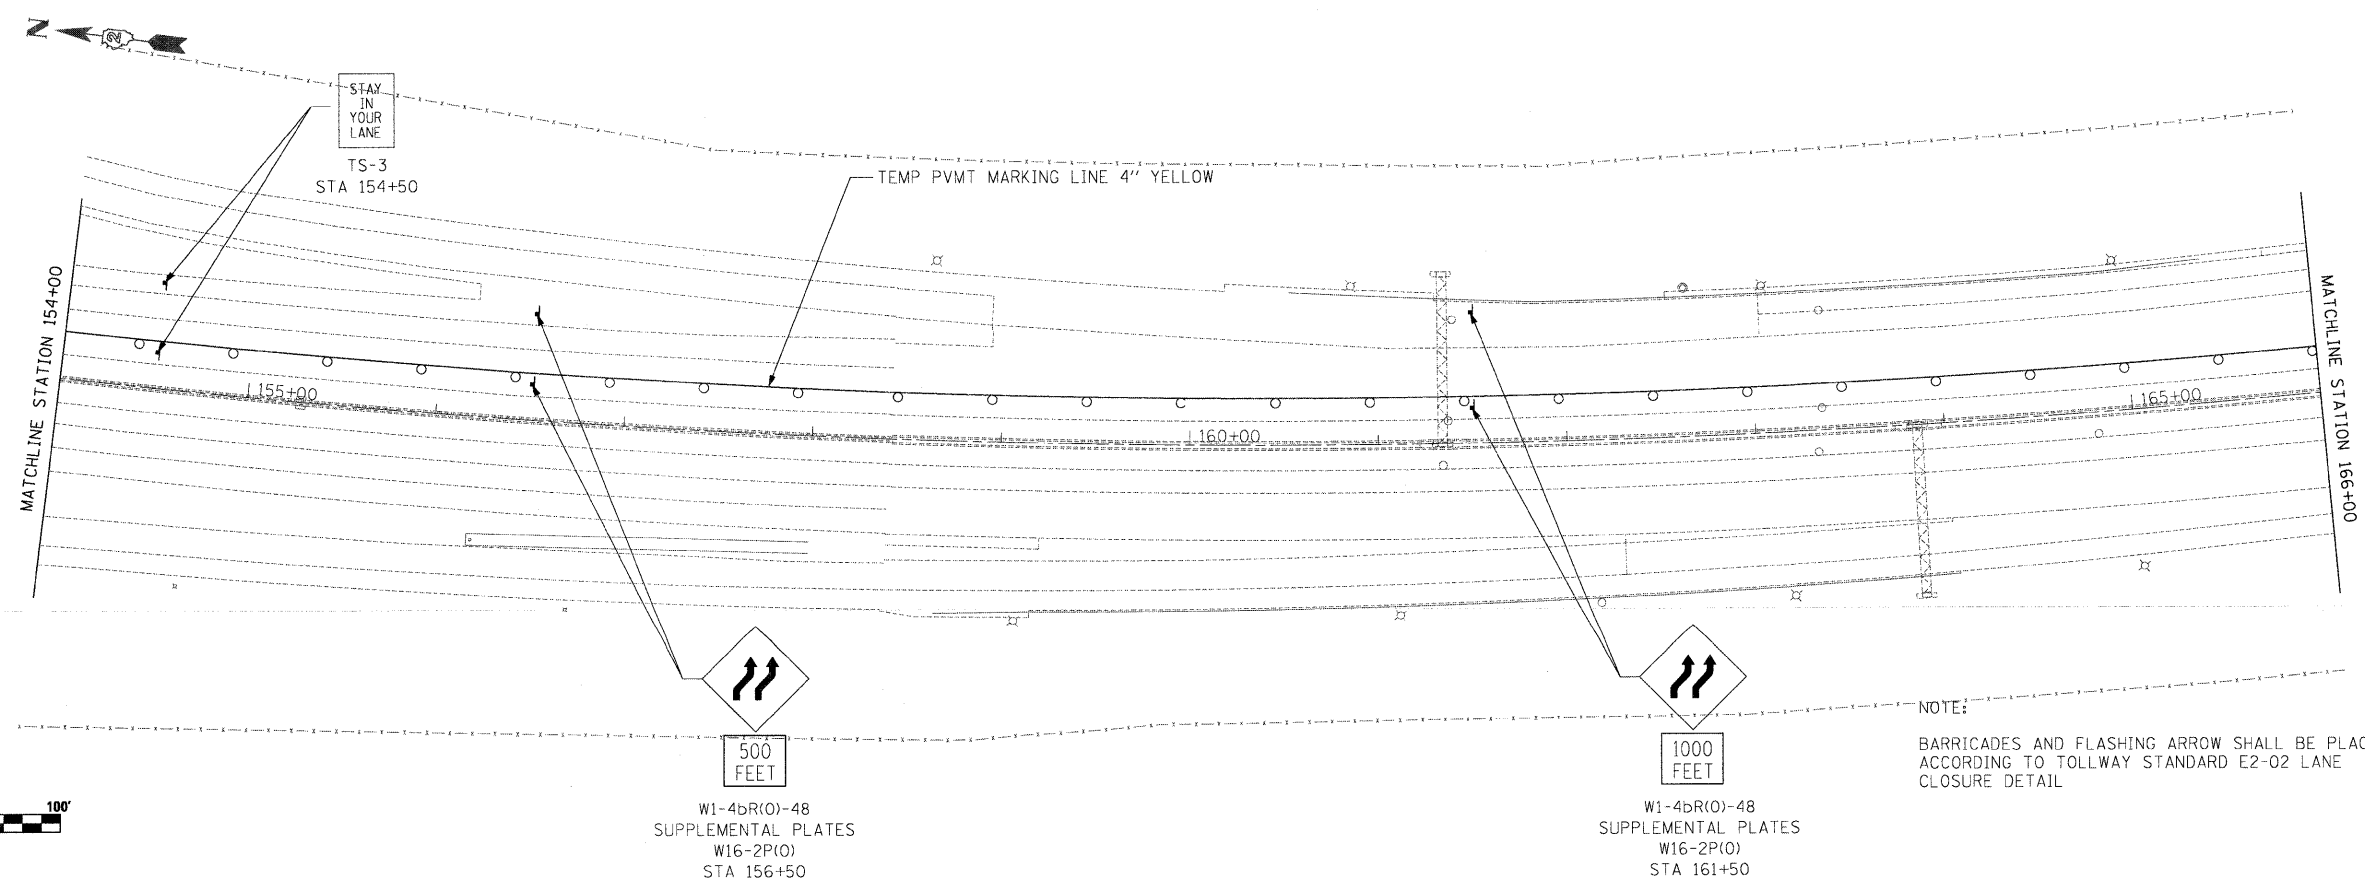 N
2
STAY
IN
YOUR
LANE
TS-3
STA 154+50
TEMP PVMT MARKING LINE 4" YELLOW
MATCHLINE STATION 154+00
155+00
160+00
165+00
MATCHLINE STATION 166+00
500
FEET
W1-4bR(O)-48
SUPPLEMENTAL PLATES
W16-2P(O)
STA 156+50
1000
FEET
W1-4bR(O)-48
SUPPLEMENTAL PLATES
W16-2P(O)
STA 161+50
NOTE:
BARRICADES AND FLASHING ARROW SHALL BE PLAC
ACCORDING TO TOLLWAY STANDARD E2-02 LANE
CLOSURE DETAIL
100'